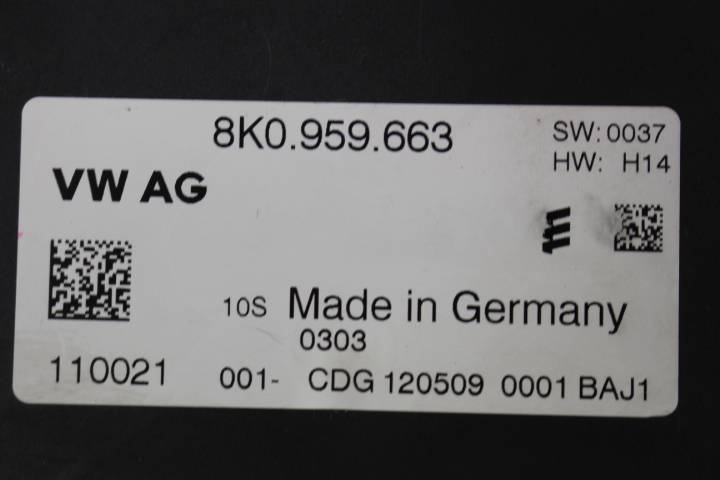 8K0.959.663
SW: 0037
HW: H14
VW AG
10S Made in Germany
0303
110021
001- CDG 120509 0001 BAJ1